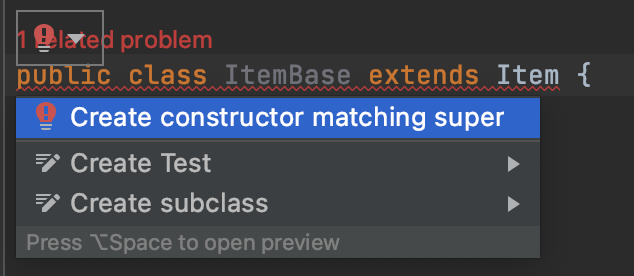 1 related problem
public class ItemBase extends Item {
Create constructor matching super
Create Test
Create subclass
Press ⌥Space to open preview